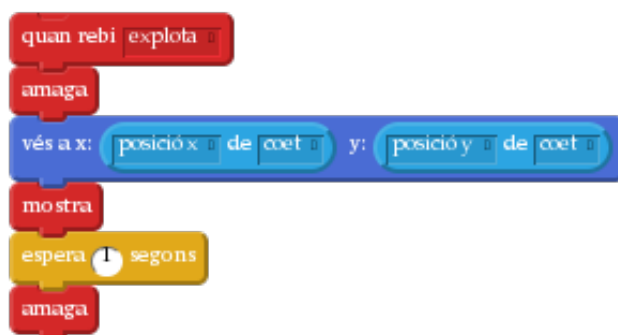 quan rebi explota
amaga
vés a x: posició x de coet y: posició y de coet
mostra
espera 1 segons
amaga